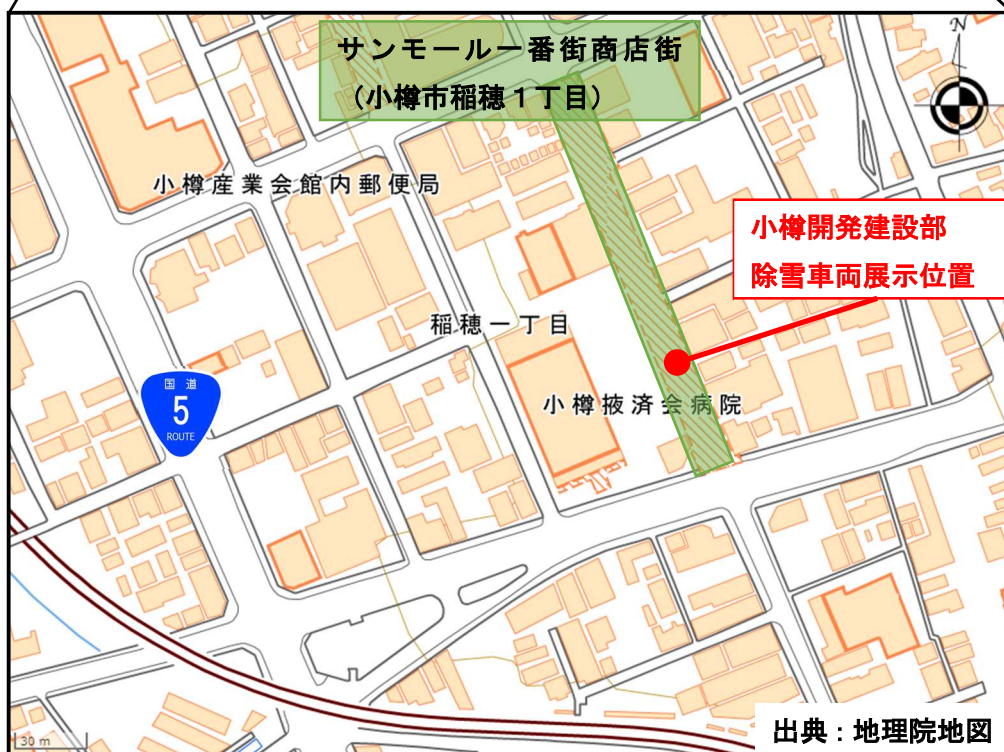 サンモール一番街商店街
（小樽市稲穂１丁目）
N
小樽産業会館内郵便局
小樽開発建設部
除雪車両展示位置
稲穂一丁目
国道
5
ROUTE
小樽掖済会病院
30 m
出典：地理院地図